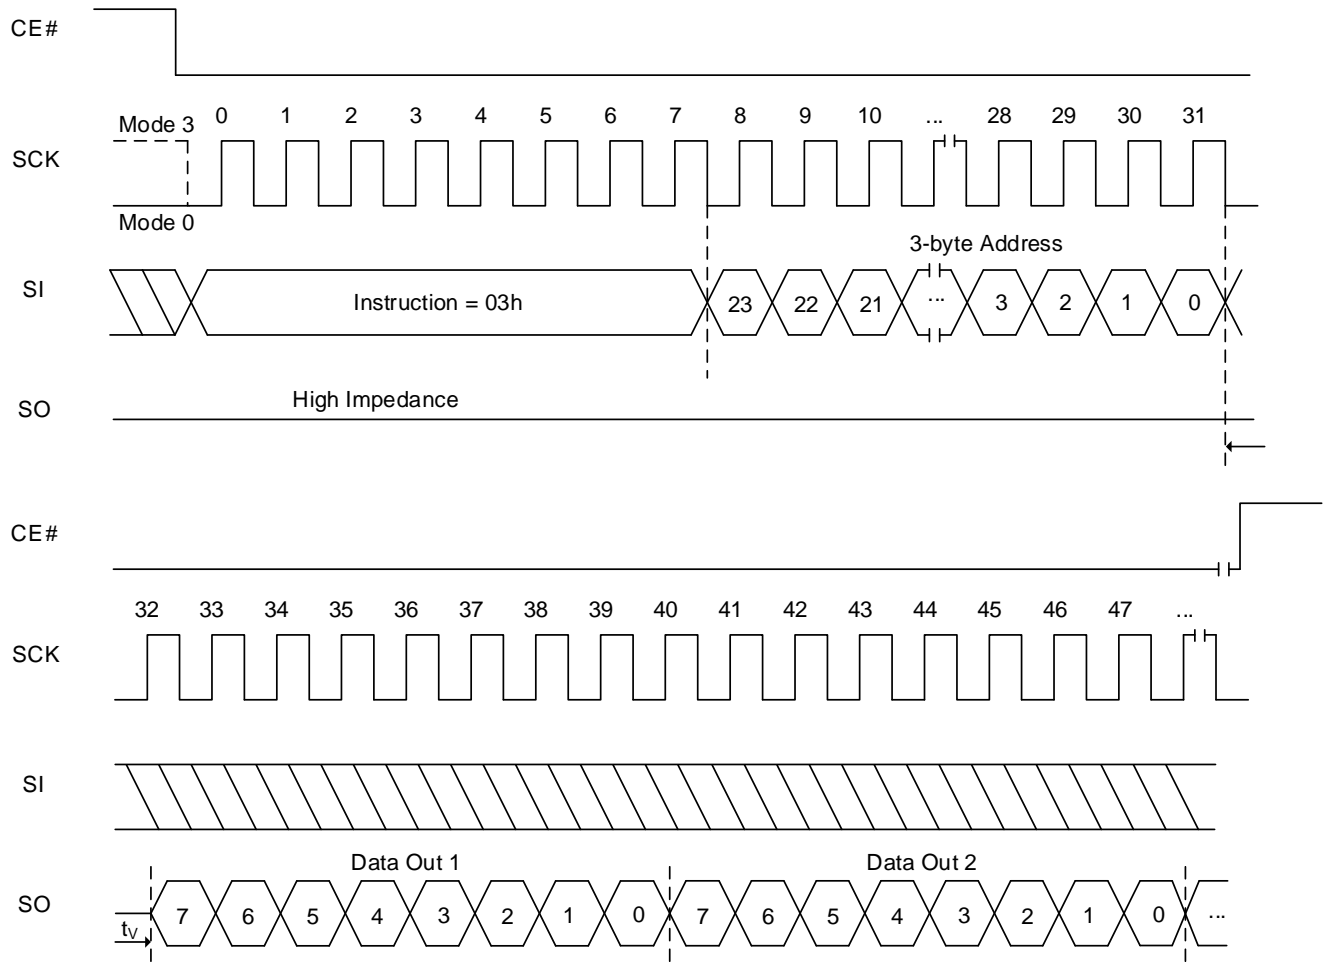 CE#
0 1 2 3 4 5 6 7 8 9 10 ... 28 29 30 31
Mode 3
SCK
Mode 0
3-byte Address
SI
Instruction = 03h 23 22 21 ... 3 2 1 0
High Impedance
SO
CE#
32 33 34 35 36 37 38 39 40 41 42 43 44 45 46 47 ...
SCK
SI
Data Out 1 Data Out 2
SO
7 6 5 4 3 2 1 0 7 6 5 4 3 2 1 0 ...
tV